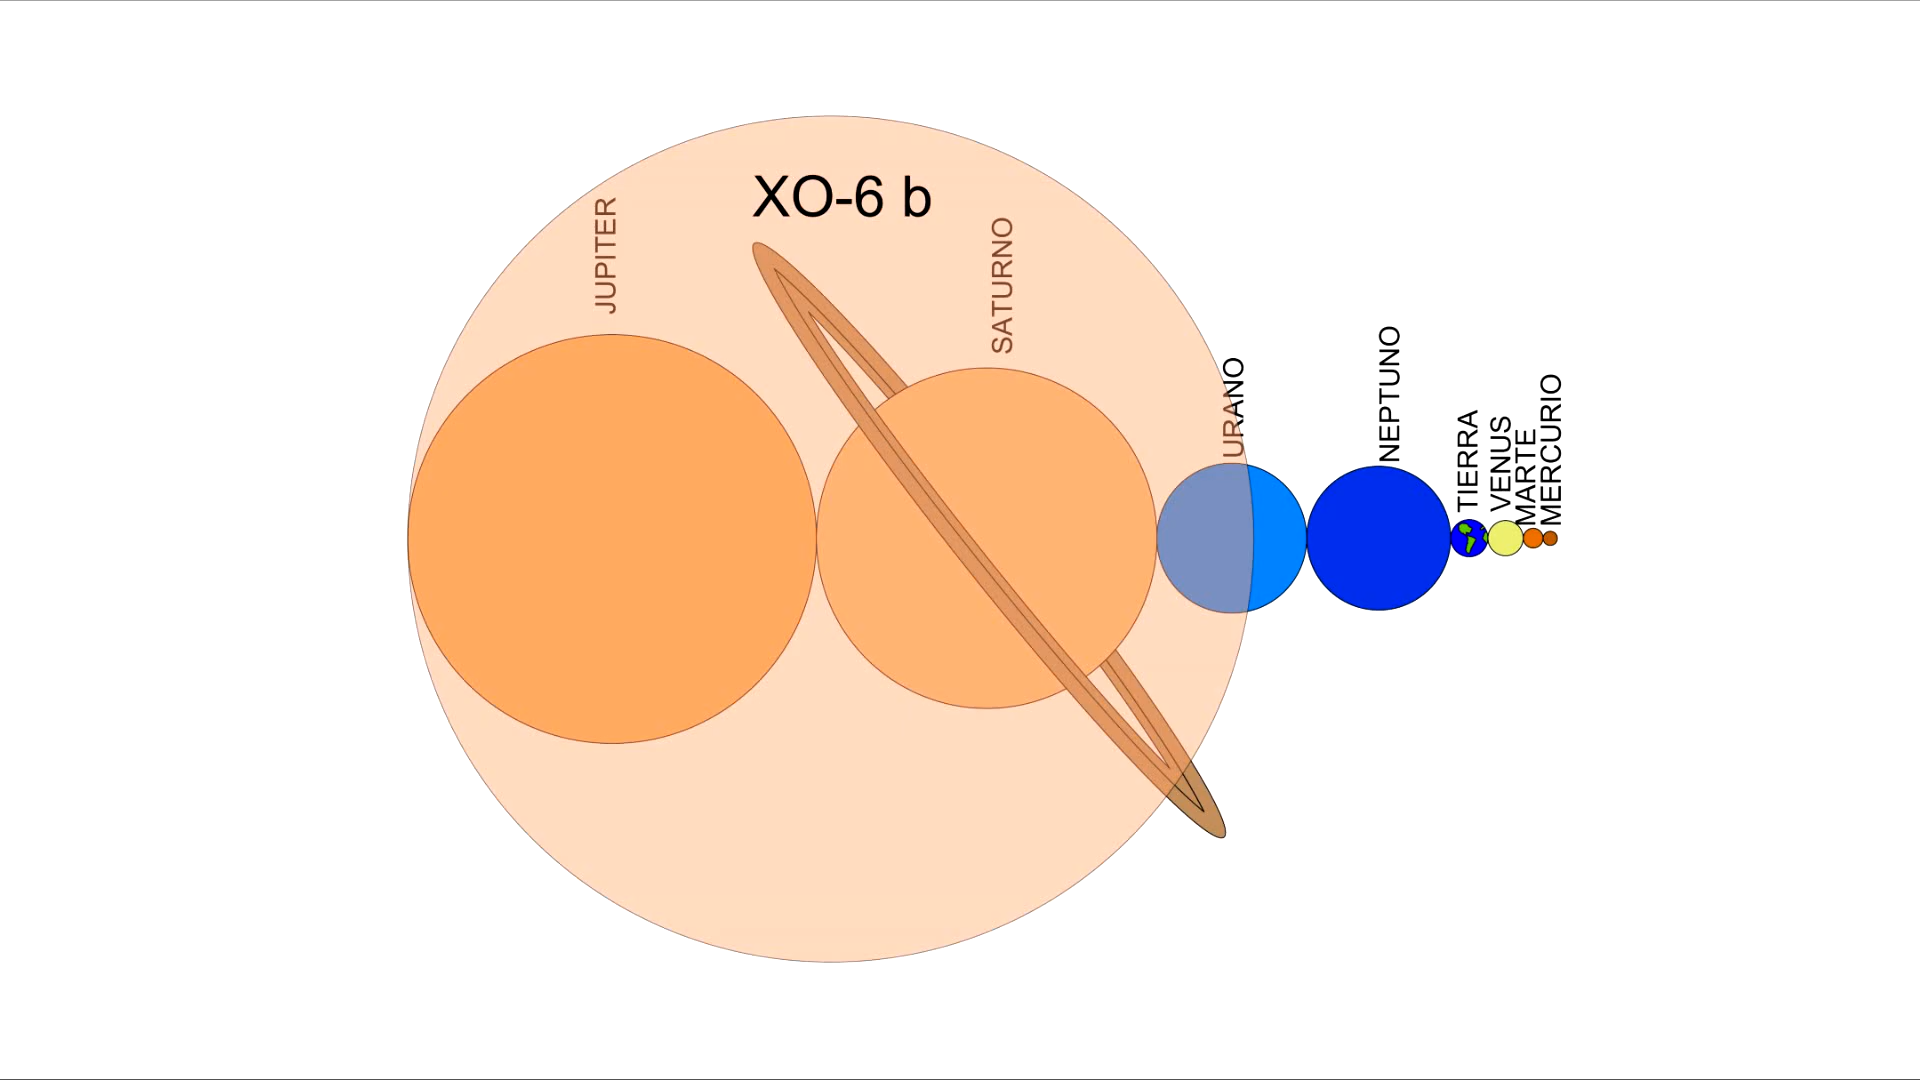 XO-6 b
JUPITER
SATURNO
URANO
NEPTUNO
TIERRA
VENUS
MARTE
MERCURIO